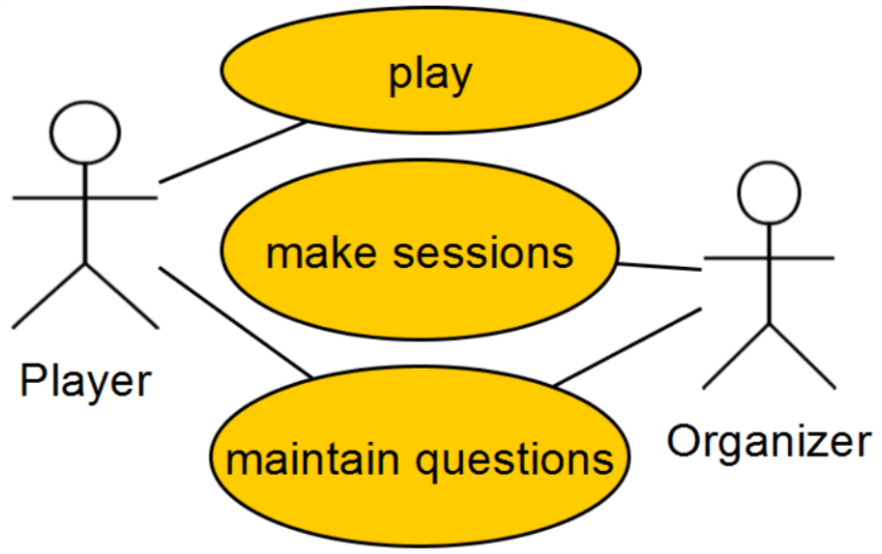 play
make sessions
Player
maintain questions
Organizer